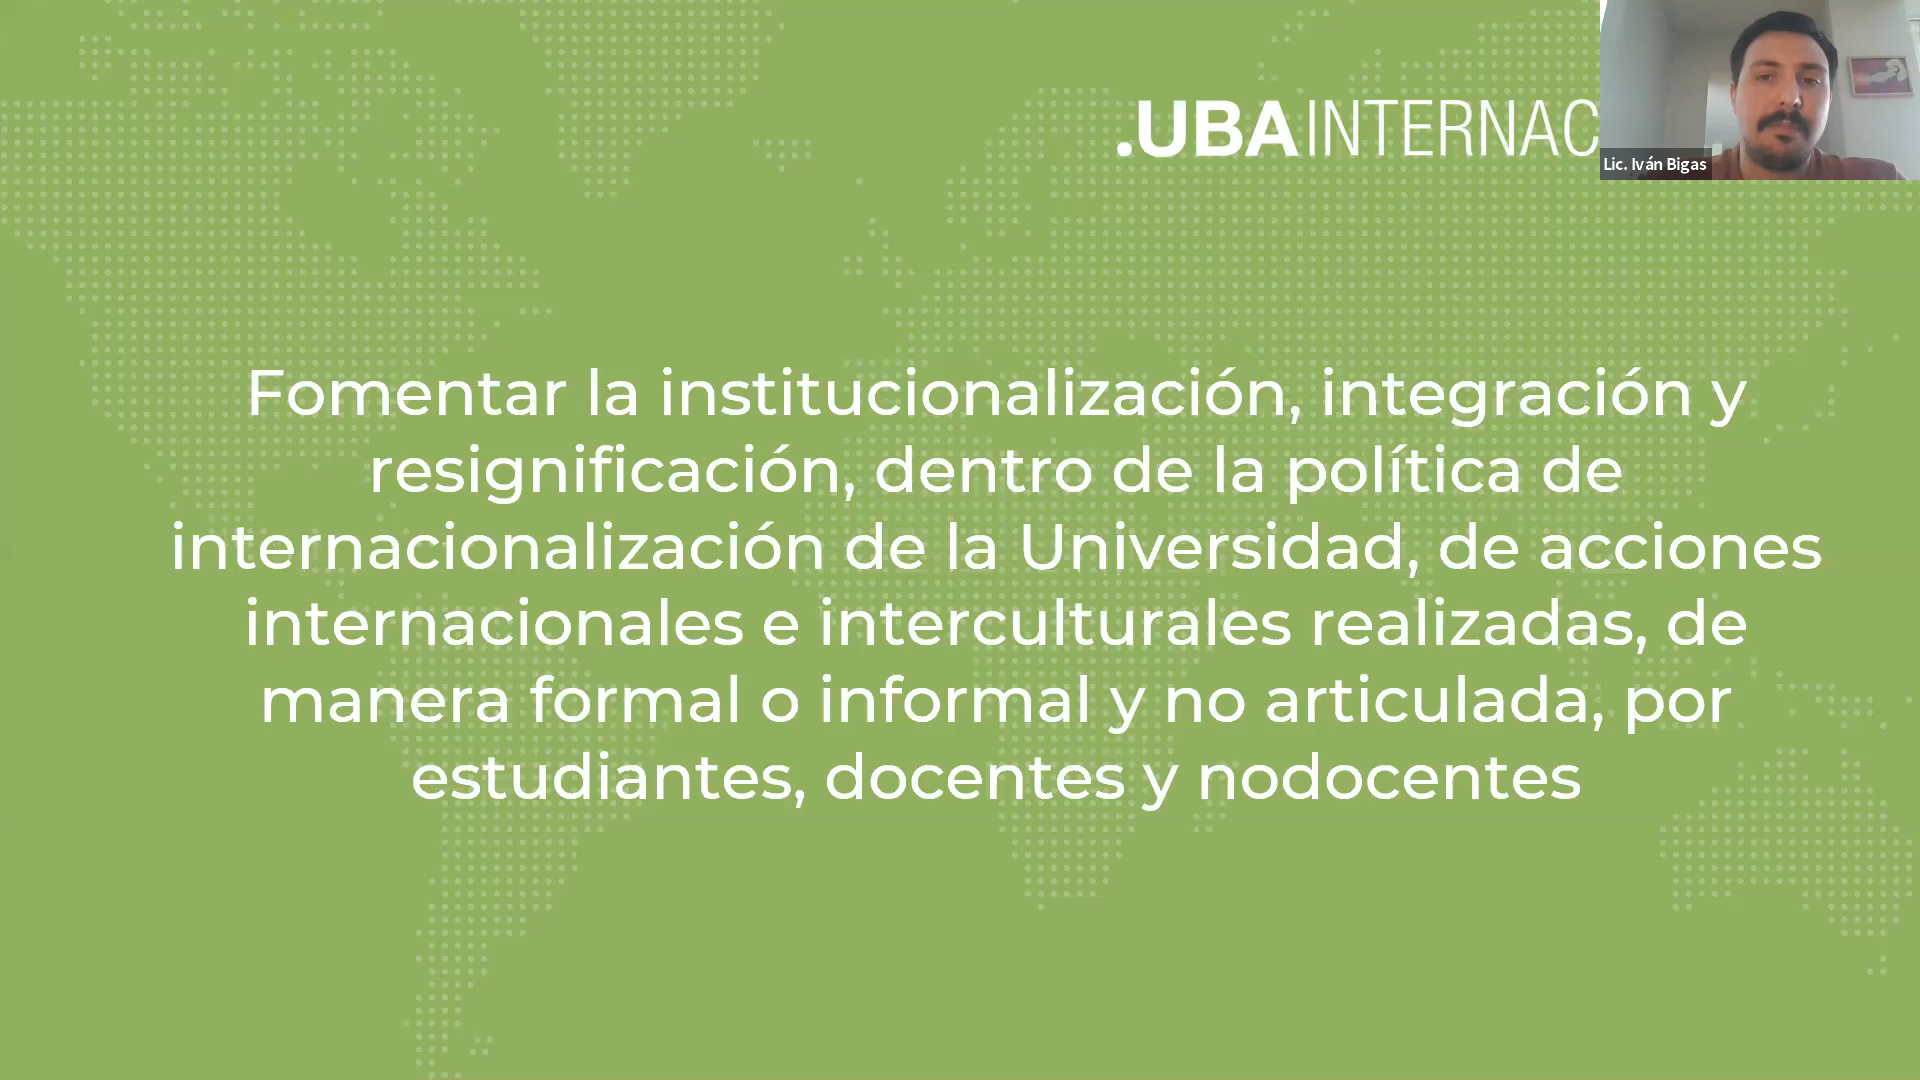 .UBAINTERNAC
Lic. Iván Bigas
Fomentar la institucionalización, integración y
resignificación, dentro de la política de
internacionalización de la Universidad, de acciones
internacionales e interculturales realizadas, de
manera formal o informal y no articulada, por
estudiantes, docentes y nodocentes